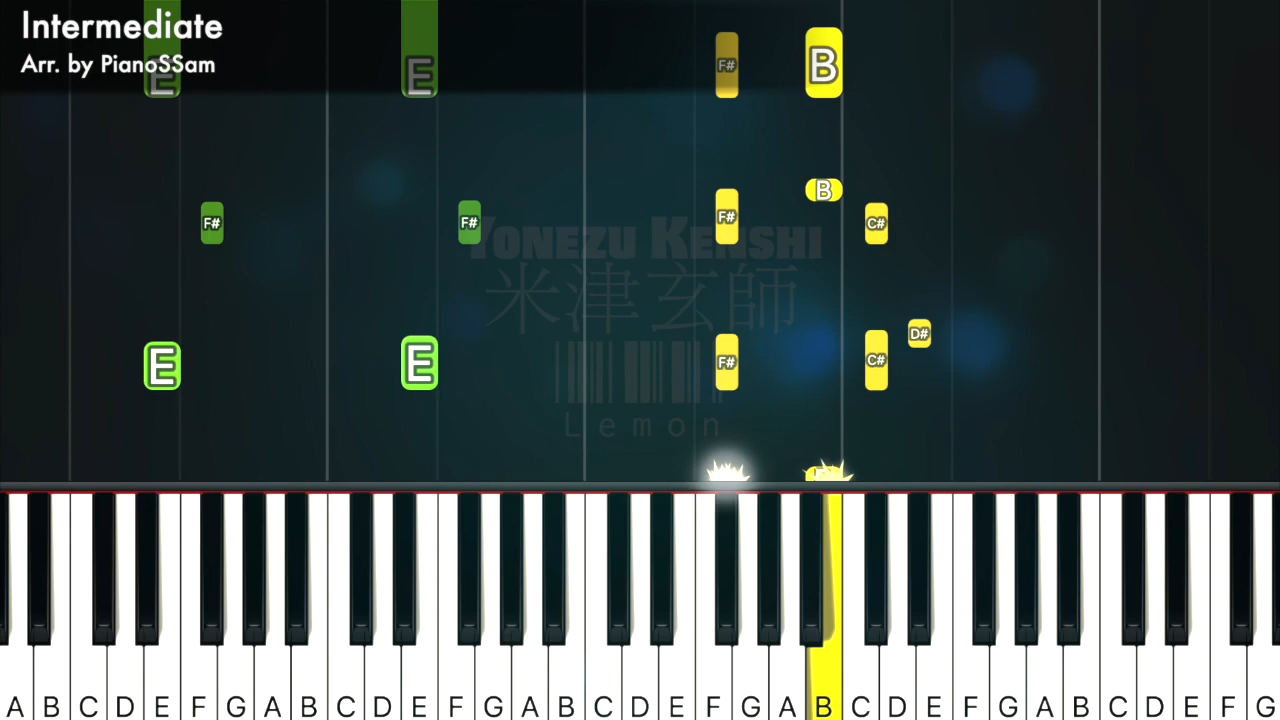 Intermediate
Arr. by PianoSSam
E E F# B
B
F# F# F# C#
YONEZU KENSHI
米津玄師
D#
E E F# C#
Lemon
A B C D E F G A B C D E F G A B C D E F G A B C D E F G A B C D E F G